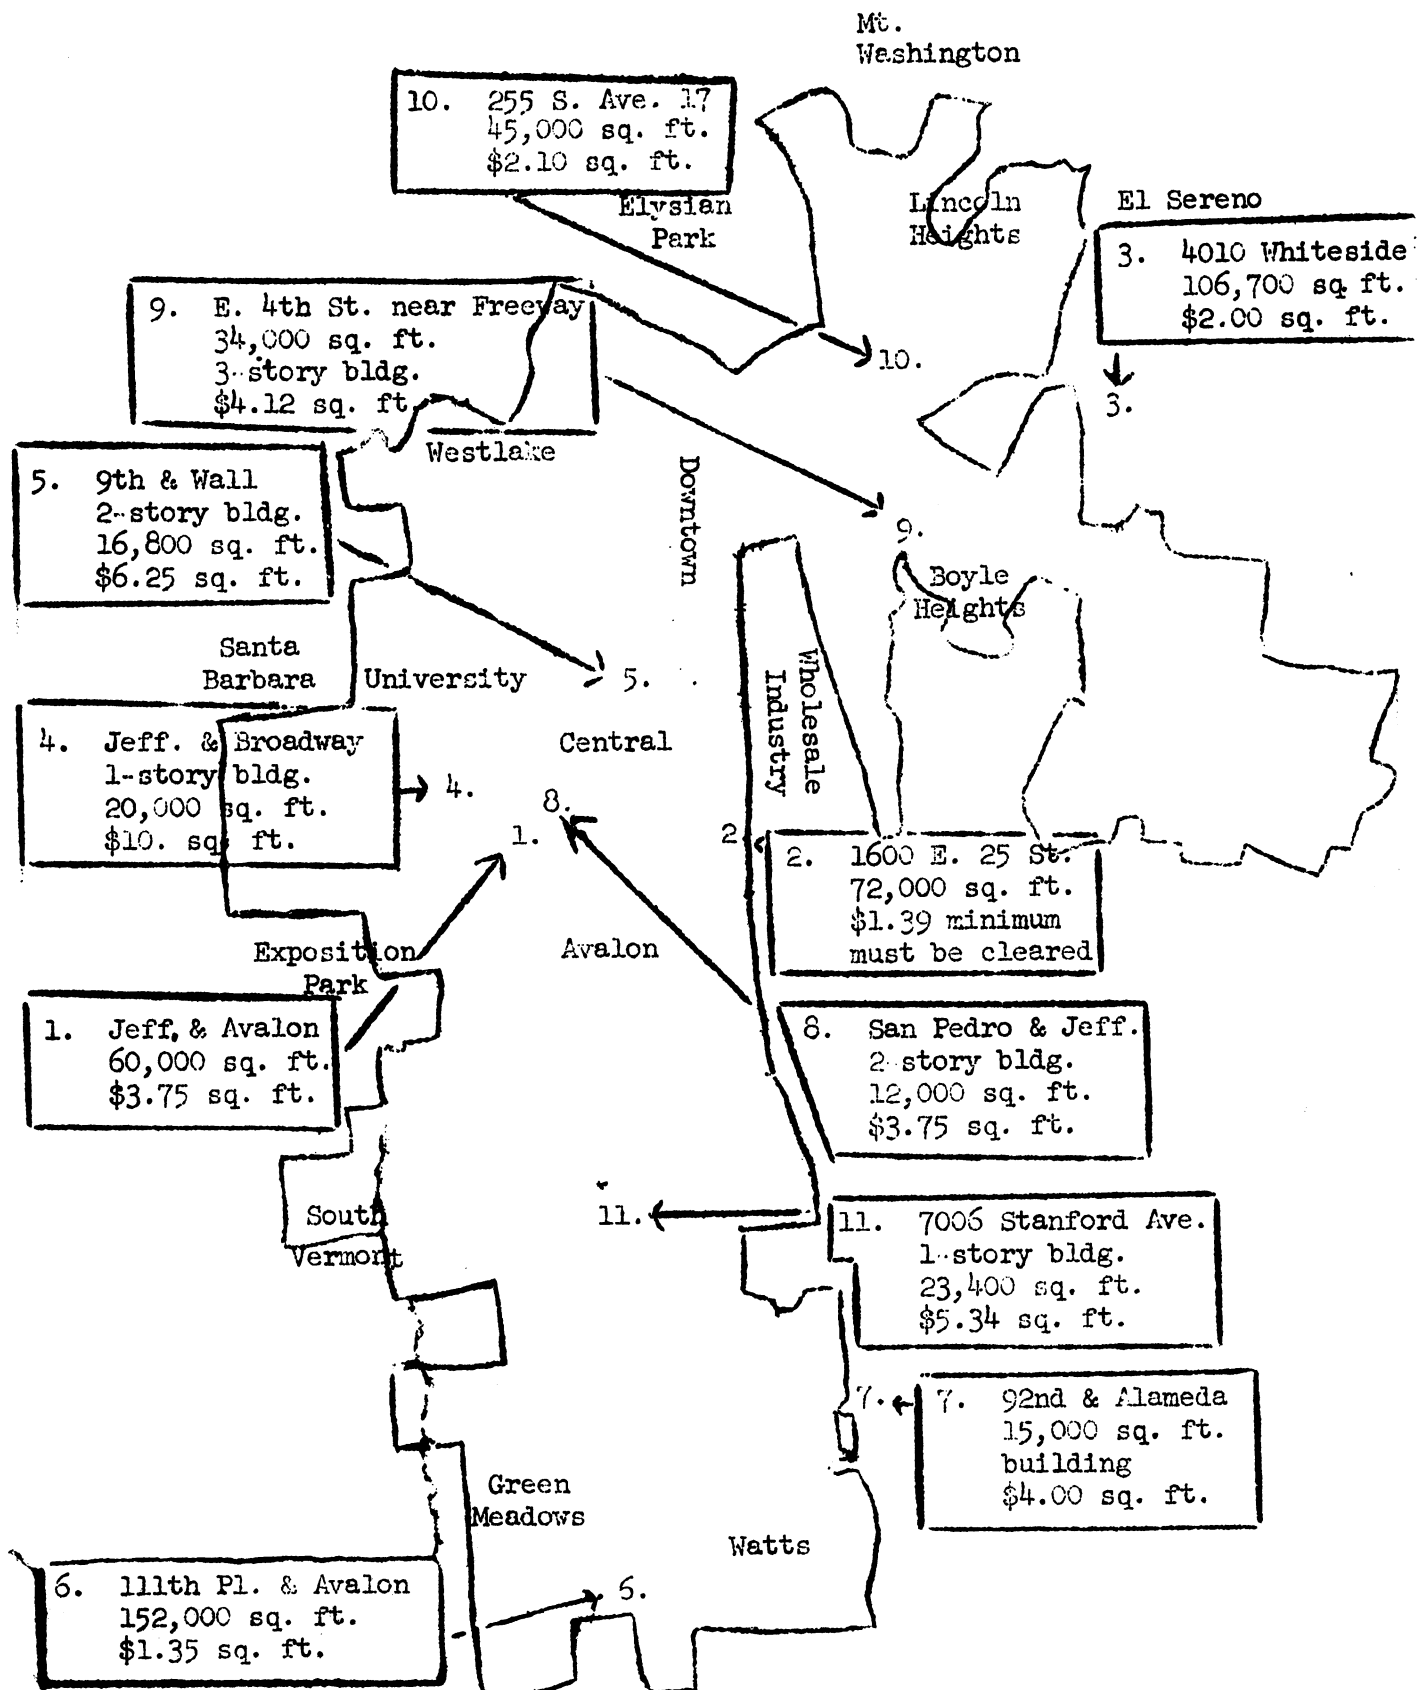 Mt.
Washington
10. 255 S. Ave. 17
45,000 sq. ft.
$2.10 sq. ft.
Elysian
Park
Lincoln
Heights
El Sereno
3. 4010 Whiteside
106,700 sq ft.
$2.00 sq. ft.
9. E. 4th St. near Freeway
34,000 sq. ft.
3-story bldg.
$4.12 sq. ft.
10.
3.
Westlake
5. 9th & Wall
2-story bldg.
16,800 sq. ft.
$6.25 sq. ft.
Downtown
9.
Boyle
Heights
Santa
Barbara
University
5.
Wholesale
Industry
4. Jeff. & Broadway
1-story bldg.
20,000 sq. ft.
$10. sq. ft.
4.
Central
8.
1.
2.
2. 1600 E. 25 St.
72,000 sq. ft.
$1.39 minimum
must be cleared
Exposition
Park
Avalon
1. Jeff. & Avalon
60,000 sq. ft.
$3.75 sq. ft.
8. San Pedro & Jeff.
2-story bldg.
12,000 sq. ft.
$3.75 sq. ft.
South
Vermont
11.
11. 7006 Stanford Ave.
1-story bldg.
23,400 sq. ft.
$5.34 sq. ft.
7.
7. 92nd & Alameda
15,000 sq. ft.
building
$4.00 sq. ft.
Green
Meadows
Watts
6. 111th Pl. & Avalon
152,000 sq. ft.
$1.35 sq. ft.
6.